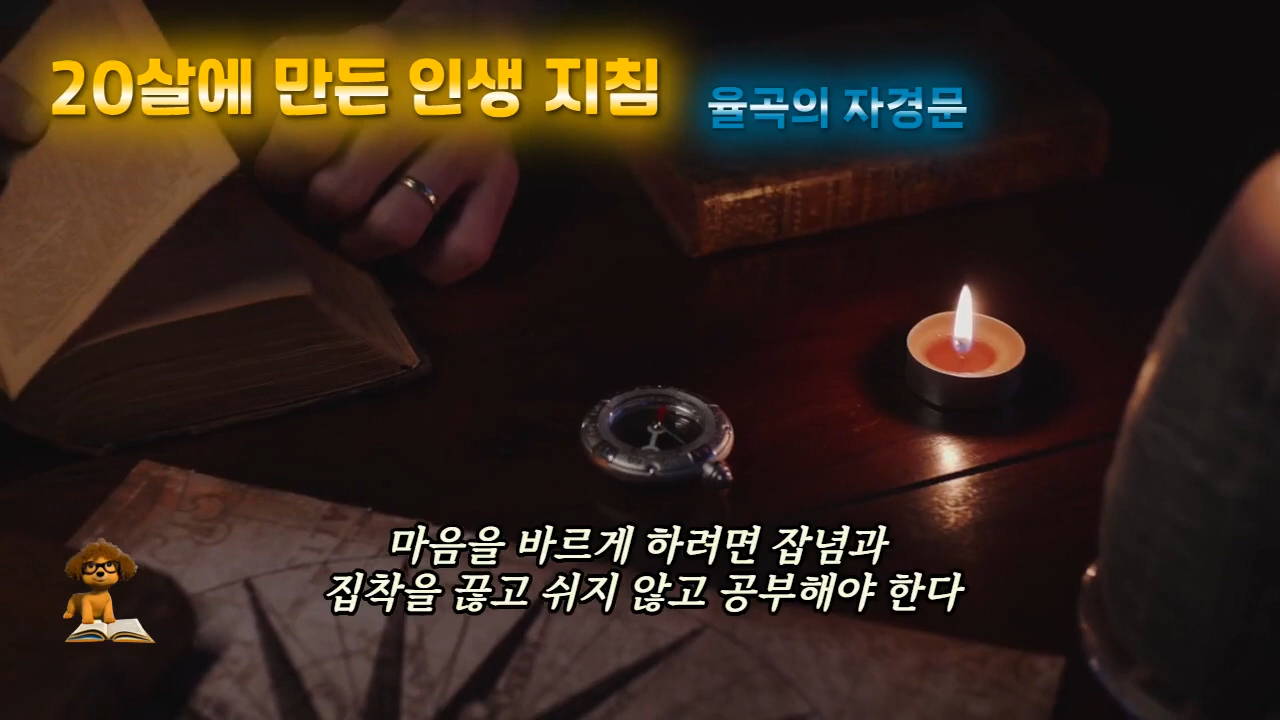 20살에 만든 인생 지침 율곡의 자경문
마음을 바르게 하려면 잡념과
집착을 끊고 쉬지 않고 공부해야 한다